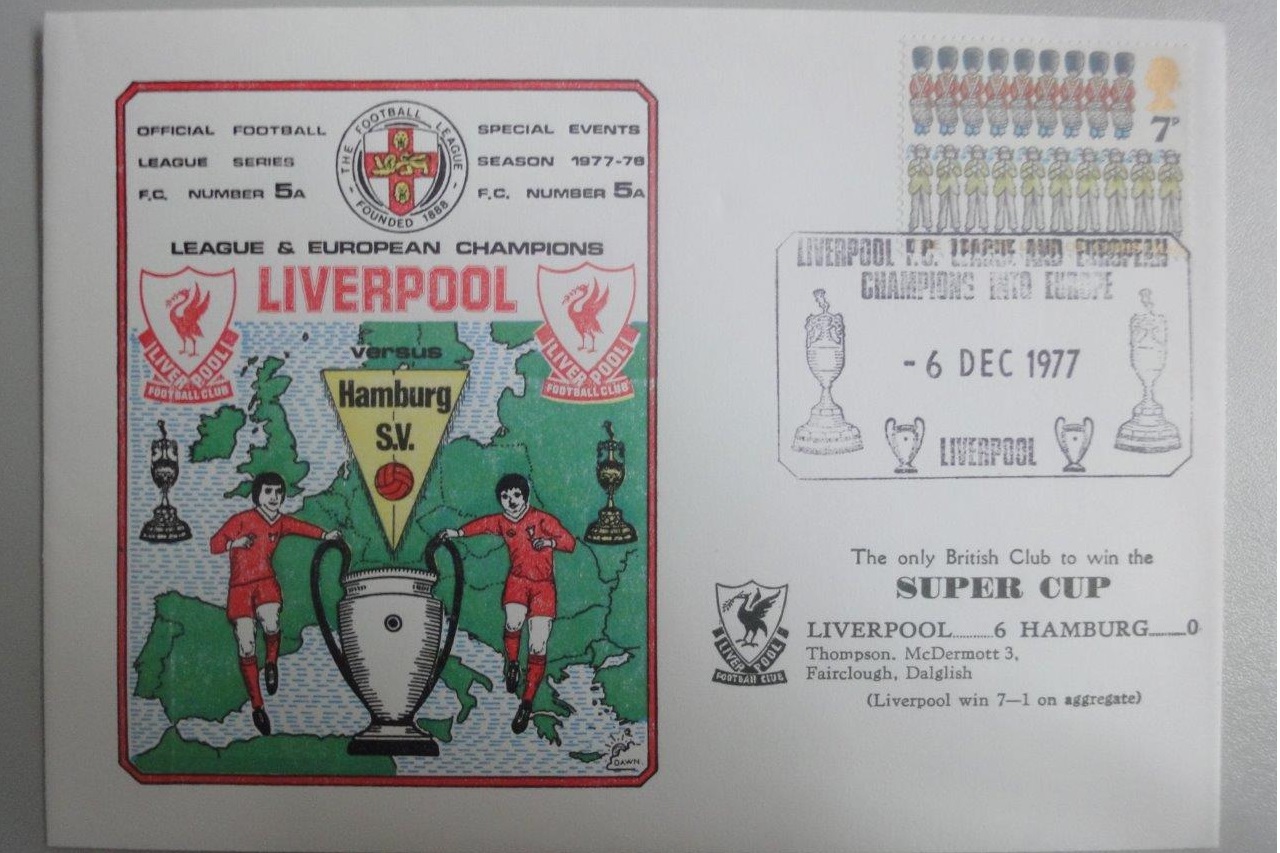 OFFICIAL FOOTBALL
LEAGUE SERIES
F.C. NUMBER 5A
THE FOOTBALL LEAGUE
- FOUNDED 1888 -
SPECIAL EVENTS
SEASON 1977-78
F.C. NUMBER 5A
LEAGUE & EUROPEAN CHAMPIONS
LIVERPOOL
LIVERPOOL
FOOTBALL CLUB
LIVERPOOL
FOOTBALL CLUB
versus
Hamburg
S.V.
DAWN.
7P
LIVERPOOL F.C. LEAGUE AND EUROPEAN
CHAMPIONS INTO EUROPE
- 6 DEC 1977
LIVERPOOL
The only British Club to win the
SUPER CUP
LIVERPOOL
FOOTBALL CLUB
LIVERPOOL..........6 HAMBURG..........0
Thompson. McDermott 3,
Fairclough, Dalglish
(Liverpool win 7—1 on aggregate)